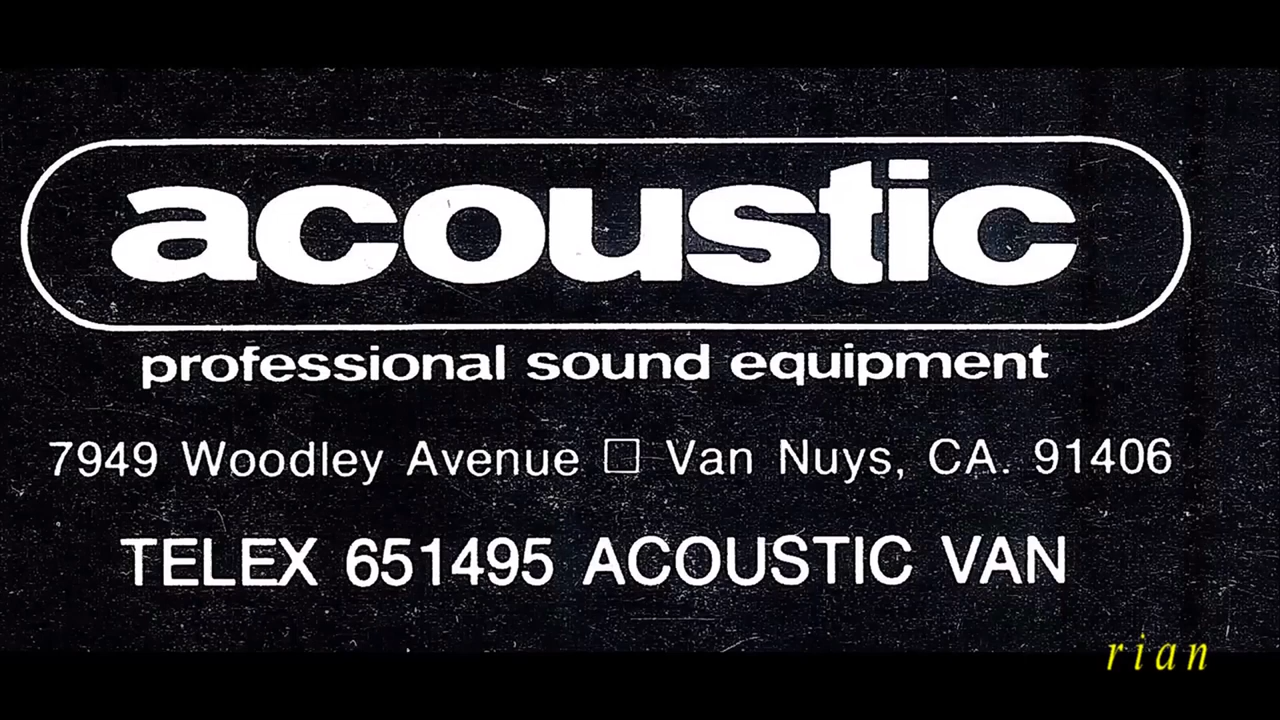 acoustic
professional sound equipment
7949 Woodley Avenue □ Van Nuys, CA. 91406
TELEX 651495 ACOUSTIC VAN
rian